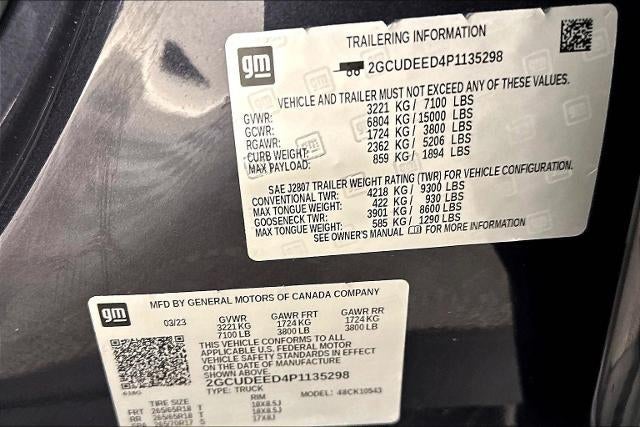 gm
TRAILERING INFORMATION
2GCUDEED4P1135298
VEHICLE AND TRAILER MUST NOT EXCEED ANY OF THESE VALUES.
GVWR: 3221 KG / 7100 LBS
GCWR: 6804 KG / 15000 LBS
RGAWR: 1724 KG / 3800 LBS
CURB WEIGHT: 2362 KG / 5206 LBS
MAX PAYLOAD: 859 KG / 1894 LBS
SAE J2807 TRAILER WEIGHT RATING (TWR) FOR VEHICLE CONFIGURATION.
CONVENTIONAL TWR: 4218 KG / 9300 LBS
MAX TONGUE WEIGHT: 422 KG / 930 LBS
GOOSENECK TWR: 3901 KG / 8600 LBS
MAX TONGUE WEIGHT: 585 KG / 1290 LBS
SEE OWNER'S MANUAL FOR MORE INFORMATION
gm
MFD BY GENERAL MOTORS OF CANADA COMPANY
03/23 GVWR GAWR FRT GAWR RR
3221 KG 1724 KG 1724 KG
7100 LB 3800 LB 3800 LB
THIS VEHICLE CONFORMS TO ALL
APPLICABLE U.S. FEDERAL MOTOR
VEHICLE SAFETY STANDARDS IN EFFECT
ON THE DATE OF MANUFACTURE
SHOWN ABOVE.
2GCUDEED4P1135298
TYPE: TRUCK MODEL: 48CK10543
TIRE SIZE RIM
FRT 265/65R18 T 18X8.5J
RR 265/65R18 T 18X8.5J
SPA 265/70R17 S 17X8J